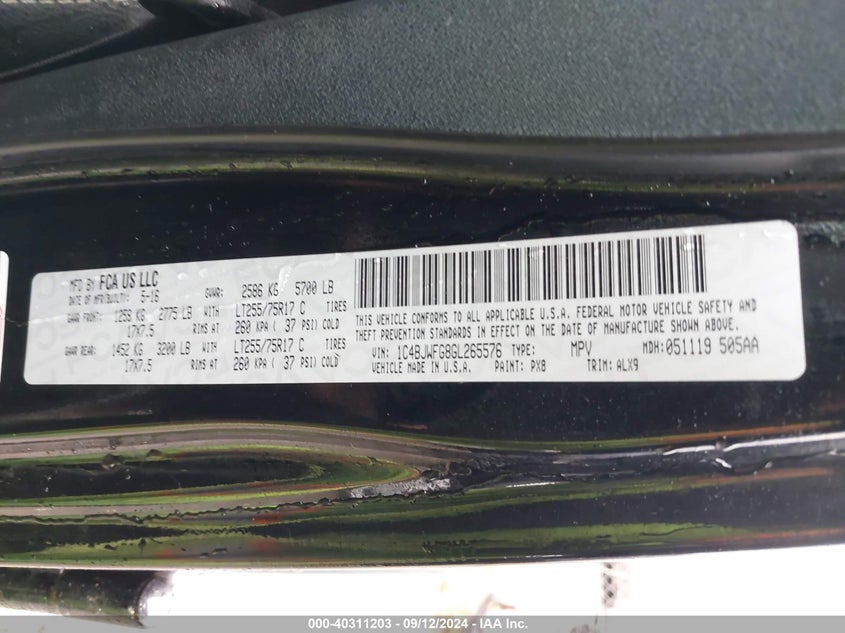 MFD BY FCA US LLC
DATE OF MFR/BUILT: 5-16 GVWR: 2586 KG 5700 LB
GAWR FRONT: 1259 KG 2775 LB WITH LT255/75R17 C TIRES
17X7.5 RIMS AT 260 KPA ( 37 PSI) COLD
GAWR REAR: 1452 KG 3200 LB WITH LT255/75R17 C TIRES
17X7.5 RIMS AT 260 KPA ( 37 PSI) COLD
THIS VEHICLE CONFORMS TO ALL APPLICABLE U.S.A. FEDERAL MOTOR VEHICLE SAFETY AND
THEFT PREVENTION STANDARDS IN EFFECT ON THE DATE OF MANUFACTURE SHOWN ABOVE.
VIN: 1C4BJWFG8GL265576 TYPE: MPV MDH: 051119 505AA
VEHICLE MADE IN U.S.A. PAINT: PX8 TRIM: ALX9
000-40311203 - 09/12/2024 - IAA Inc.